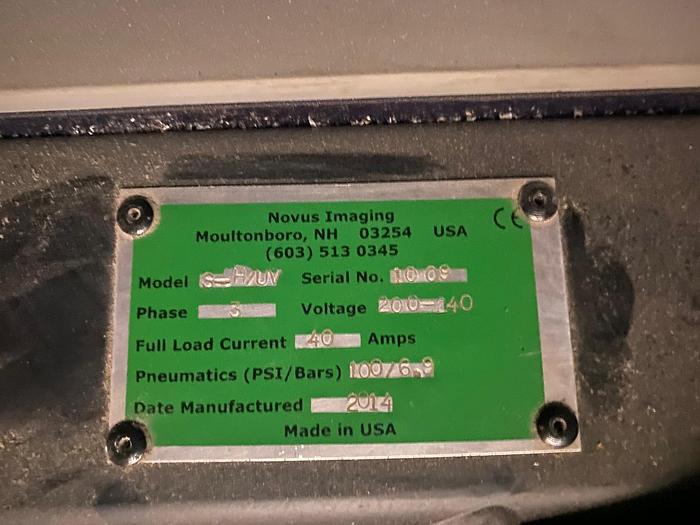 Novus Imaging CE
Moultonboro, NH 03254 USA
(603) 513 0345
Model S-H/UV Serial No. 1009
Phase 3 Voltage 200-240
Full Load Current 40 Amps
Pneumatics (PSI/Bars) 100/6.9
Date Manufactured 2014
Made in USA